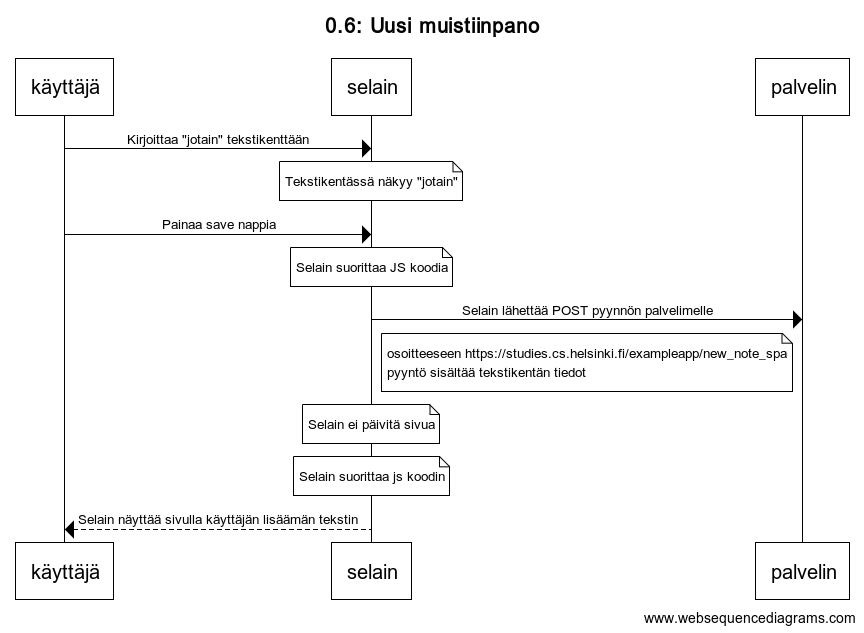 0.6: Uusi muistiinpano
käyttäjä
selain
palvelin
Kirjoittaa "jotain" tekstikenttään
Tekstikentässä näkyy "jotain"
Painaa save nappia
Selain suorittaa JS koodia
Selain lähettää POST pyynnön palvelimelle
osoitteeseen https://studies.cs.helsinki.fi/exampleapp/new_note_spa
pyyntö sisältää tekstikentän tiedot
Selain ei päivitä sivua
Selain suorittaa js koodin
Selain näyttää sivulla käyttäjän lisäämän tekstin
käyttäjä
selain
palvelin
www.websequencediagrams.com